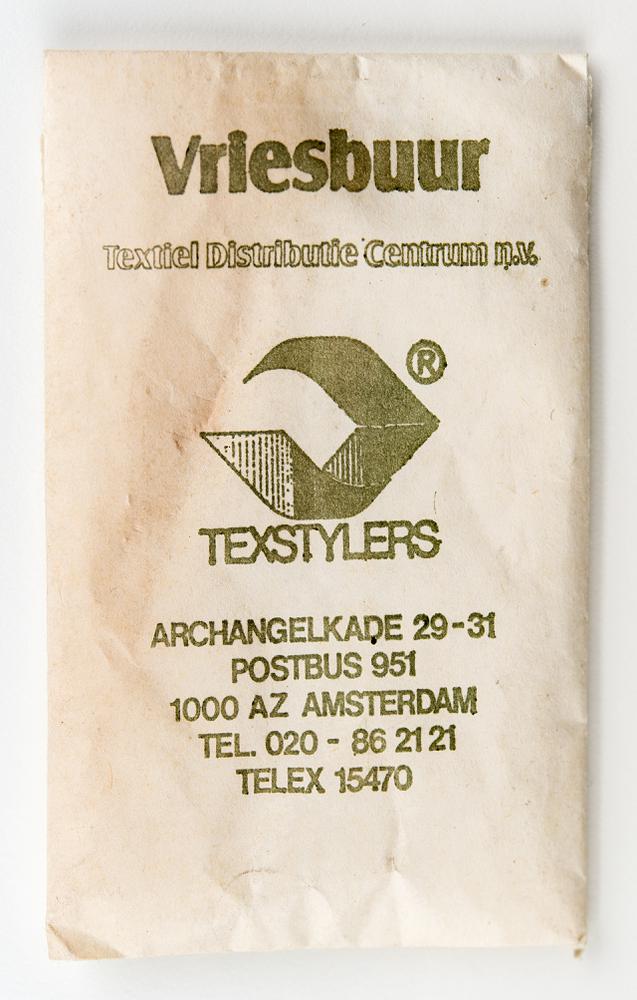 Vriesbuur
Textiel Distributie Centrum n.v.
®
TEXSTYLERS
ARCHANGELKADE 29-31
POSTBUS 951
1000 AZ AMSTERDAM
TEL. 020 - 86 21 21
TELEX 15470